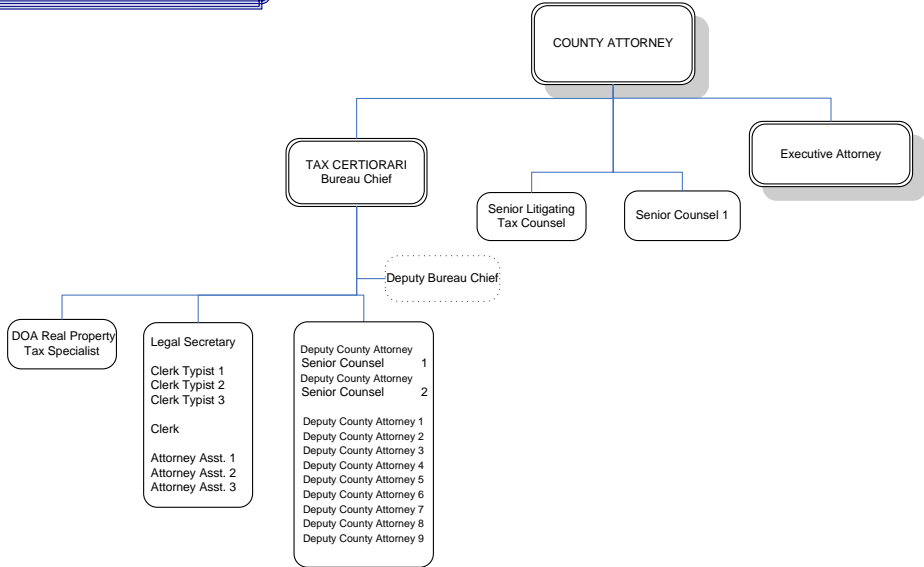 COUNTY ATTORNEY
TAX CERTIORARI
Bureau Chief
Executive Attorney
Senior Litigating
Tax Counsel
Senior Counsel 1
Deputy Bureau Chief
DOA Real Property
Tax Specialist
Legal Secretary
Clerk Typist 1
Clerk Typist 2
Clerk Typist 3
Clerk
Attorney Asst. 1
Attorney Asst. 2
Attorney Asst. 3
Deputy County Attorney
Senior Counsel 1
Deputy County Attorney
Senior Counsel 2
Deputy County Attorney 1
Deputy County Attorney 2
Deputy County Attorney 3
Deputy County Attorney 4
Deputy County Attorney 5
Deputy County Attorney 6
Deputy County Attorney 7
Deputy County Attorney 8
Deputy County Attorney 9